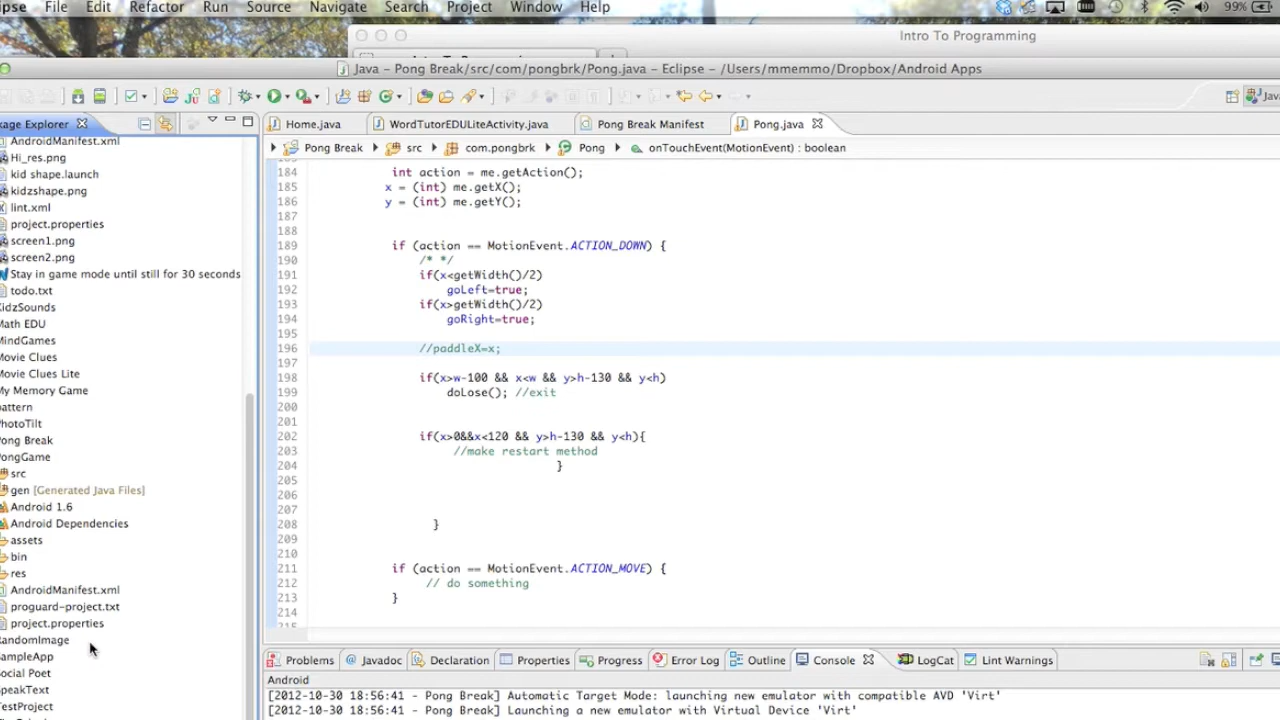 ipse File Edit Refactor Run Source Navigate Search Project Window Help 99%
Intro To Programming
Java – Pong Break/src/com/pongbrk/Pong.java – Eclipse – /Users/mmemmo/Dropbox/Android Apps
Java
kage Explorer
Home.java WordTutorEDULiteActivity.java Pong Break Manifest Pong.java
Pong Break src com.pongbrk Pong onTouchEvent(MotionEvent) : boolean
AndroidManifest.xml
Hi_res.png
kid shape.launch
kidzshape.png
lint.xml
project.properties
screen1.png
screen2.png
Stay in game mode until still for 30 seconds
todo.txt
KidzSounds
Math EDU
MindGames
Movie Clues
Movie Clues Lite
My Memory Game
pattern
PhotoTilt
Pong Break
PongGame
src
gen [Generated Java Files]
Android 1.6
Android Dependencies
assets
bin
res
AndroidManifest.xml
proguard-project.txt
project.properties
RandomImage
SampleApp
Social Poet
SpeakText
TestProject
184 int action = me.getAction();
185 x = (int) me.getX();
186 y = (int) me.getY();
187
188
189 if (action == MotionEvent.ACTION_DOWN) {
190 /* */
191 if(x<getWidth()/2)
192 goLeft=true;
193 if(x>getWidth()/2)
194 goRight=true;
195
196 //paddleX=x;
197
198 if(x>w-100 && x<w && y>h-130 && y<h)
199 doLose(); //exit
200
201
202 if(x>0&&x<120 && y>h-130 && y<h){
203 //make restart method
204 }
205
206
207
208 }
209
210
211 if (action == MotionEvent.ACTION_MOVE) {
212 // do something
213 }
214
215
Problems Javadoc Declaration Properties Progress Error Log Outline Console LogCat Lint Warnings
Android
[2012-10-30 18:56:41 - Pong Break] Automatic Target Mode: launching new emulator with compatible AVD 'Virt'
[2012-10-30 18:56:41 - Pong Break] Launching a new emulator with Virtual Device 'Virt'